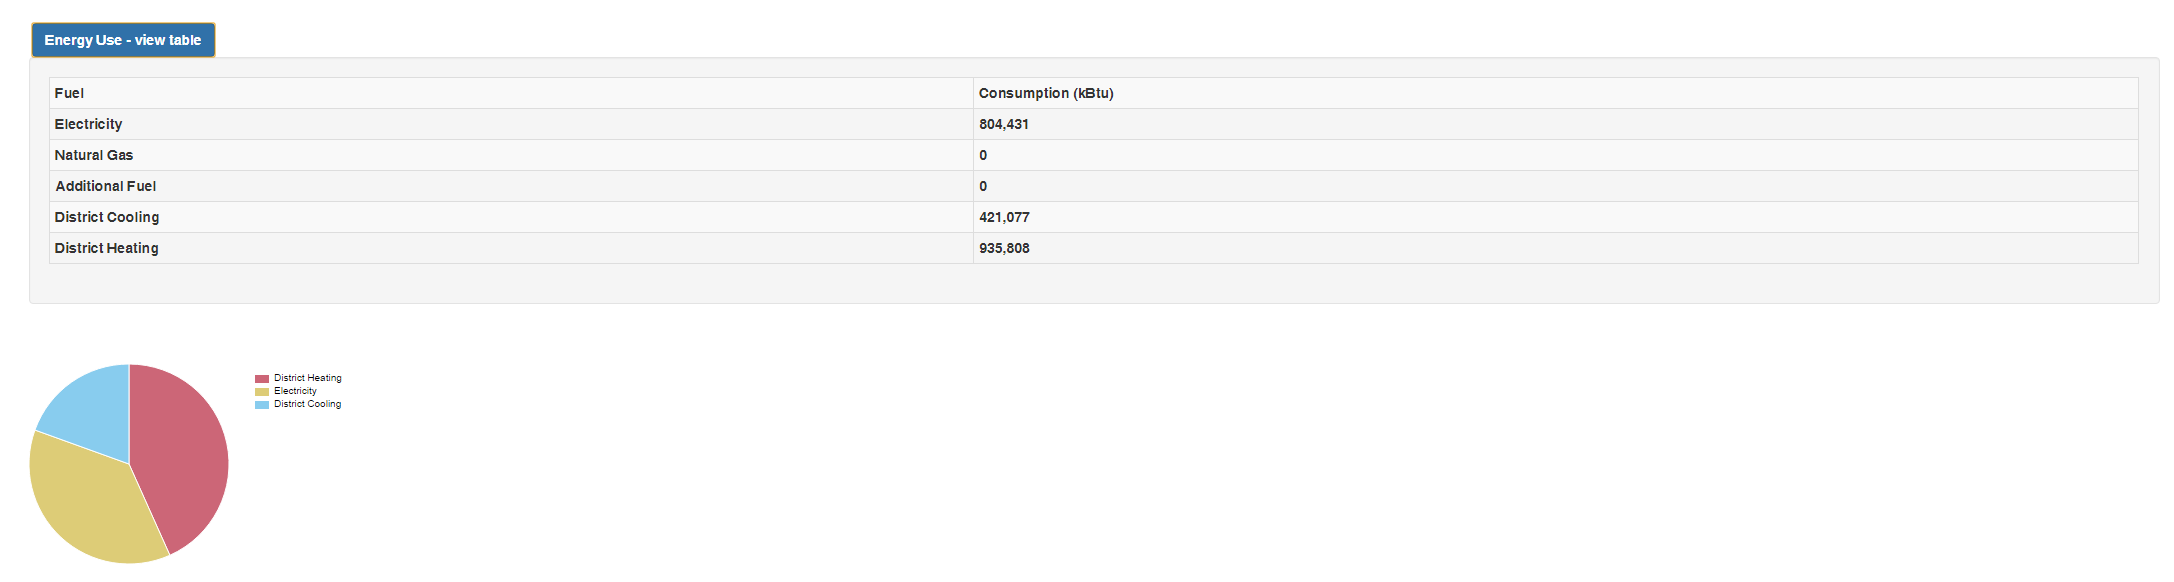 Energy Use - view table
Fuel Consumption (kBtu)
Electricity 804,431
Natural Gas 0
Additional Fuel 0
District Cooling 421,077
District Heating 935,808
District Heating
Electricity
District Cooling